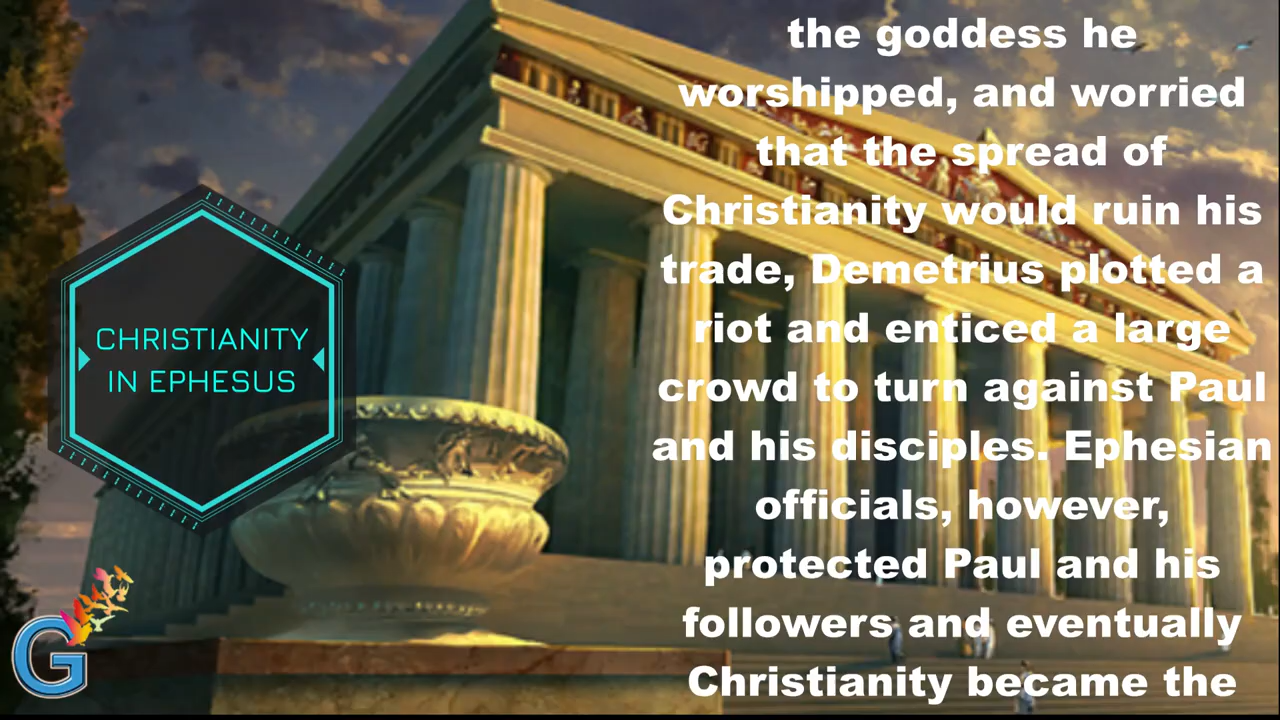 CHRISTIANITY
IN EPHESUS
the goddess he
worshipped, and worried
that the spread of
Christianity would ruin his
trade, Demetrius plotted a
riot and enticed a large
crowd to turn against Paul
and his disciples. Ephesian
officials, however,
protected Paul and his
followers and eventually
Christianity became the
G